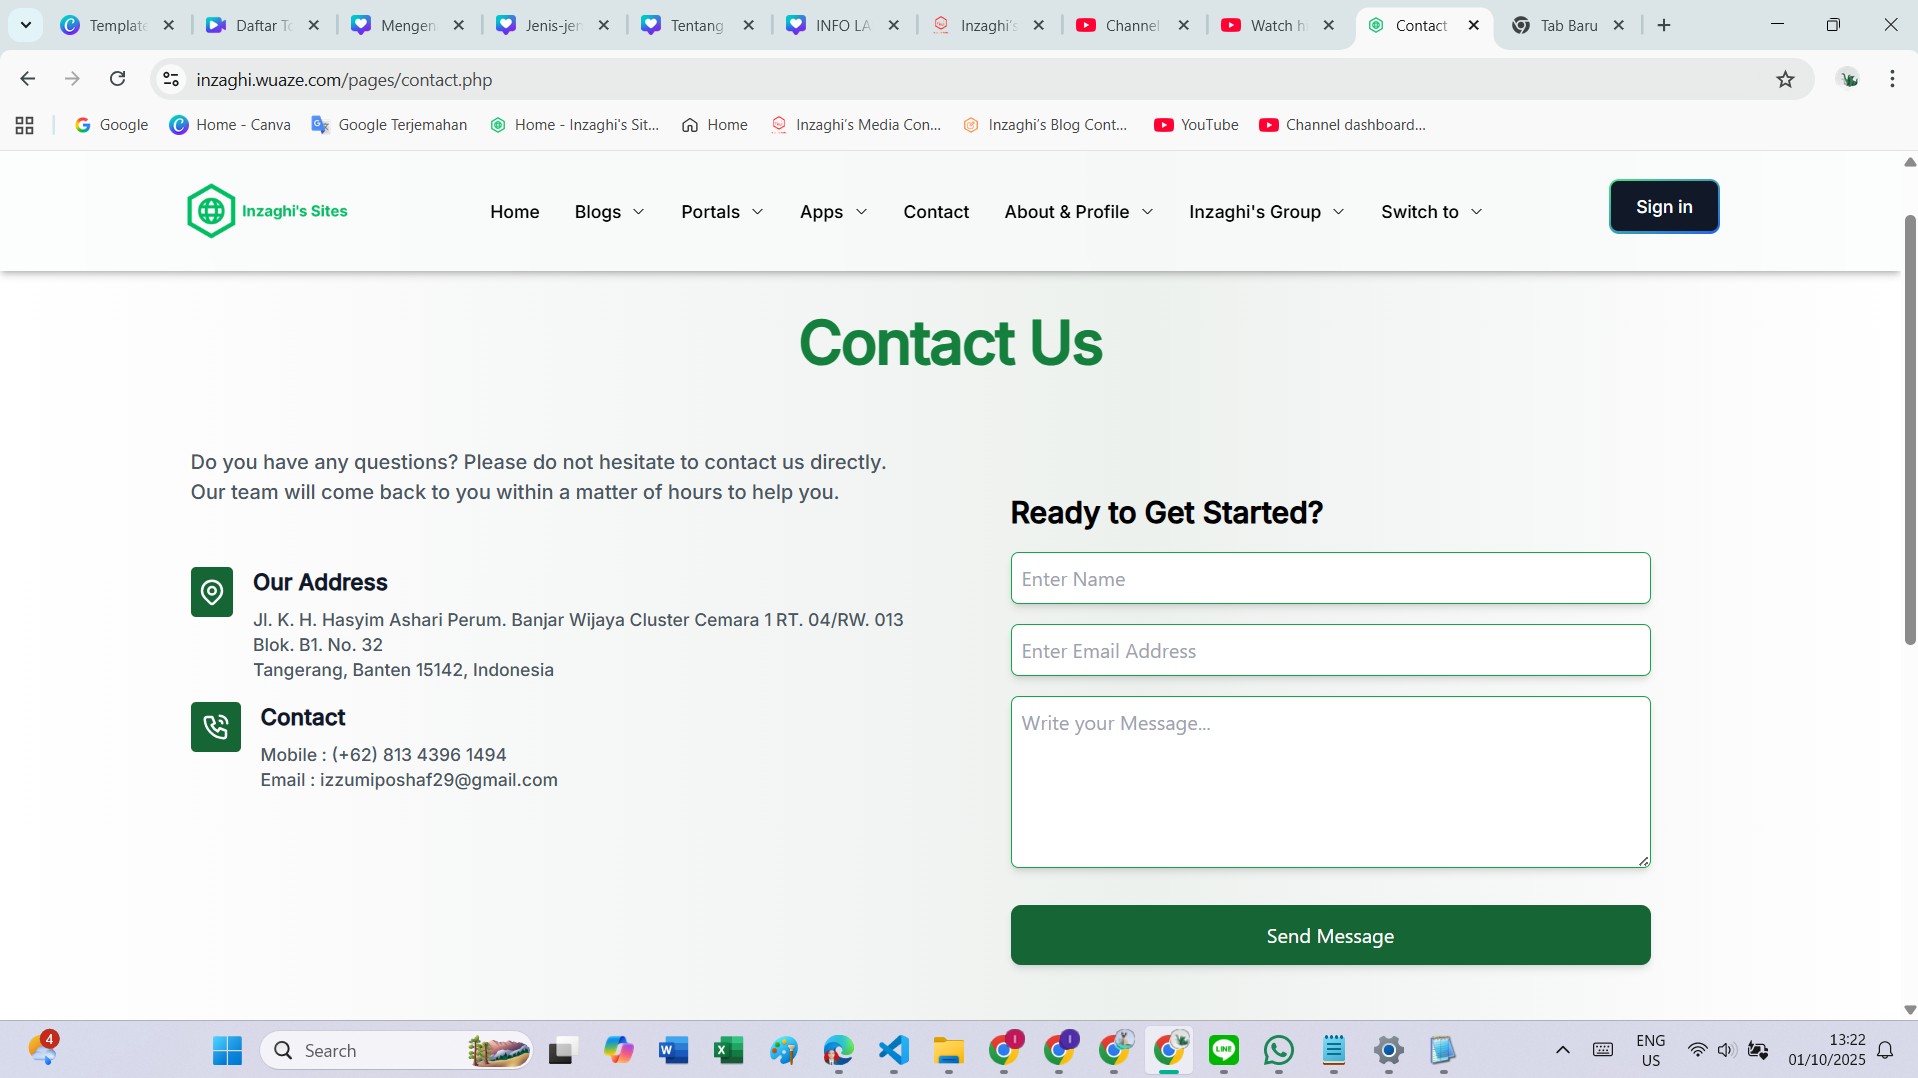 Template
Daftar To
Mengen
Jenis-jen
Tentang
INFO LA
Inzaghi's
Channel
Watch hi
Contact
Tab Baru
inzaghi.wuaze.com/pages/contact.php
Google
Home - Canva
Google Terjemahan
Home - Inzaghi's Sit...
Home
Inzaghi's Media Con...
Inzaghi's Blog Cont...
YouTube
Channel dashboard...
Inzaghi's Sites
Home
Blogs
Portals
Apps
Contact
About & Profile
Inzaghi's Group
Switch to
Sign in
Contact Us
Do you have any questions? Please do not hesitate to contact us directly.
Our team will come back to you within a matter of hours to help you.
Our Address
Jl. K. H. Hasyim Ashari Perum. Banjar Wijaya Cluster Cemara 1 RT. 04/RW. 013
Blok. B1. No. 32
Tangerang, Banten 15142, Indonesia
Contact
Mobile : (+62) 813 4396 1494
Email : izzumiposhaf29@gmail.com
Ready to Get Started?
Enter Name
Enter Email Address
Write your Message...
Send Message
4
Search
ENG
US
13:22
01/10/2025